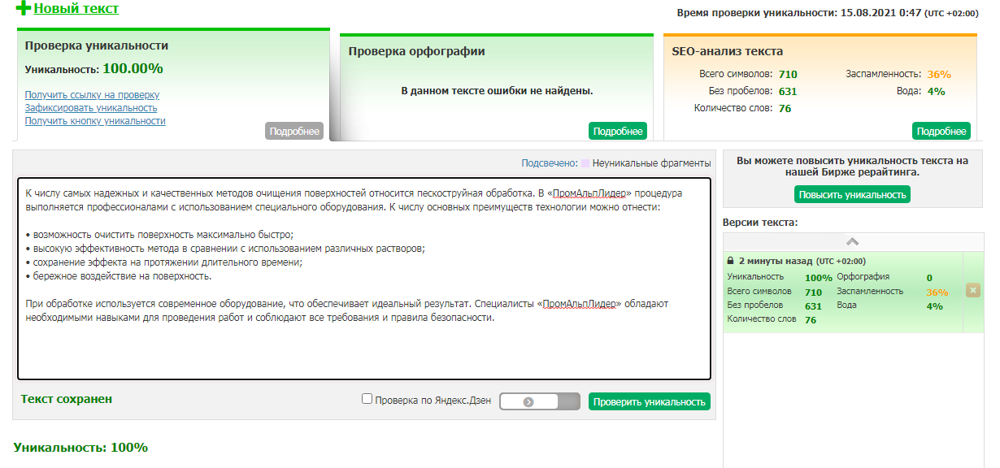 Новый текст
Время проверки уникальности: 15.08.2021 0:47 (UTC +02:00)
Проверка уникальности
Уникальность: 100.00%
Получить ссылку на проверку
Зафиксировать уникальность
Получить кнопку уникальности
Подробнее
Проверка орфографии
В данном тексте ошибки не найдены.
Подробнее
SEO-анализ текста
Всего символов: 710 Заспамленность: 36%
Без пробелов: 631 Вода: 4%
Количество слов: 76
Подробнее
Подсвечено: Неуникальные фрагменты
К числу самых надежных и качественных методов очищения поверхностей относится пескоструйная обработка. В «ПромАльпЛидер» процедура
выполняется профессионалами с использованием специального оборудования. К числу основных преимуществ технологии можно отнести:
• возможность очистить поверхность максимально быстро;
• высокую эффективность метода в сравнении с использованием различных растворов;
• сохранение эффекта на протяжении длительного времени;
• бережное воздействие на поверхность.
При обработке используется современное оборудование, что обеспечивает идеальный результат. Специалисты «ПромАльпЛидер» обладают
необходимыми навыками для проведения работ и соблюдают все требования и правила безопасности.
Текст сохранен
Проверка по Яндекс.Дзен
Проверить уникальность
Уникальность: 100%
Вы можете повысить уникальность текста на
нашей Бирже рерайтинга.
Повысить уникальность
Версии текста:
2 минуты назад (UTC +02:00)
Уникальность 100% Орфография 0
Всего символов 710 Заспамленность 36%
Без пробелов 631 Вода 4%
Количество слов 76